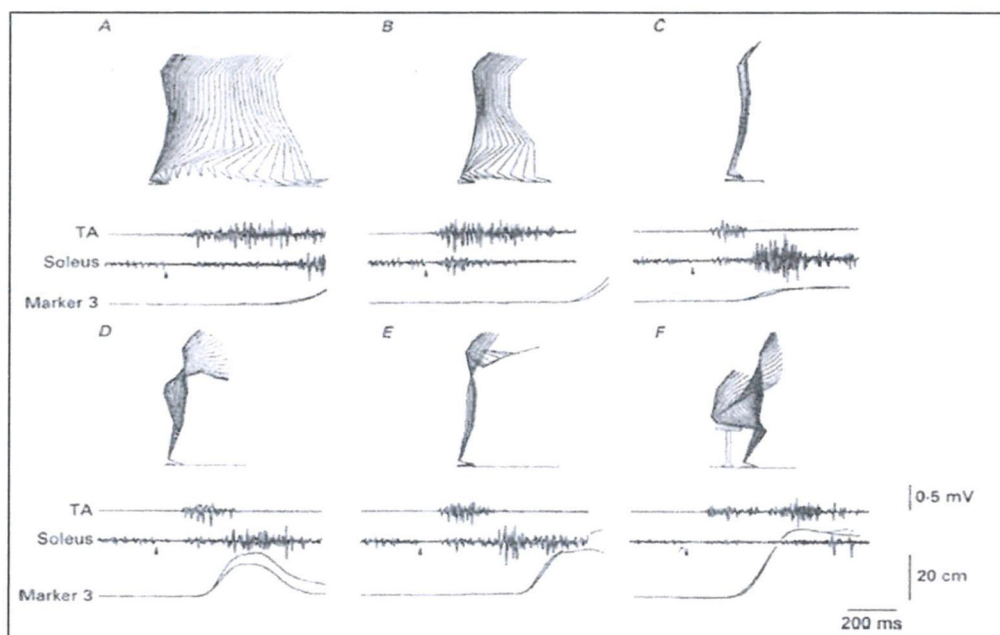 A B C
TA
Soleus
Marker 3
D E F
TA
0·5 mV
Soleus
20 cm
Marker 3
200 ms